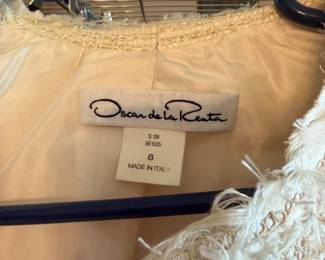 Oscar de la Renta
S 06
9E505
8
MADE IN ITALY